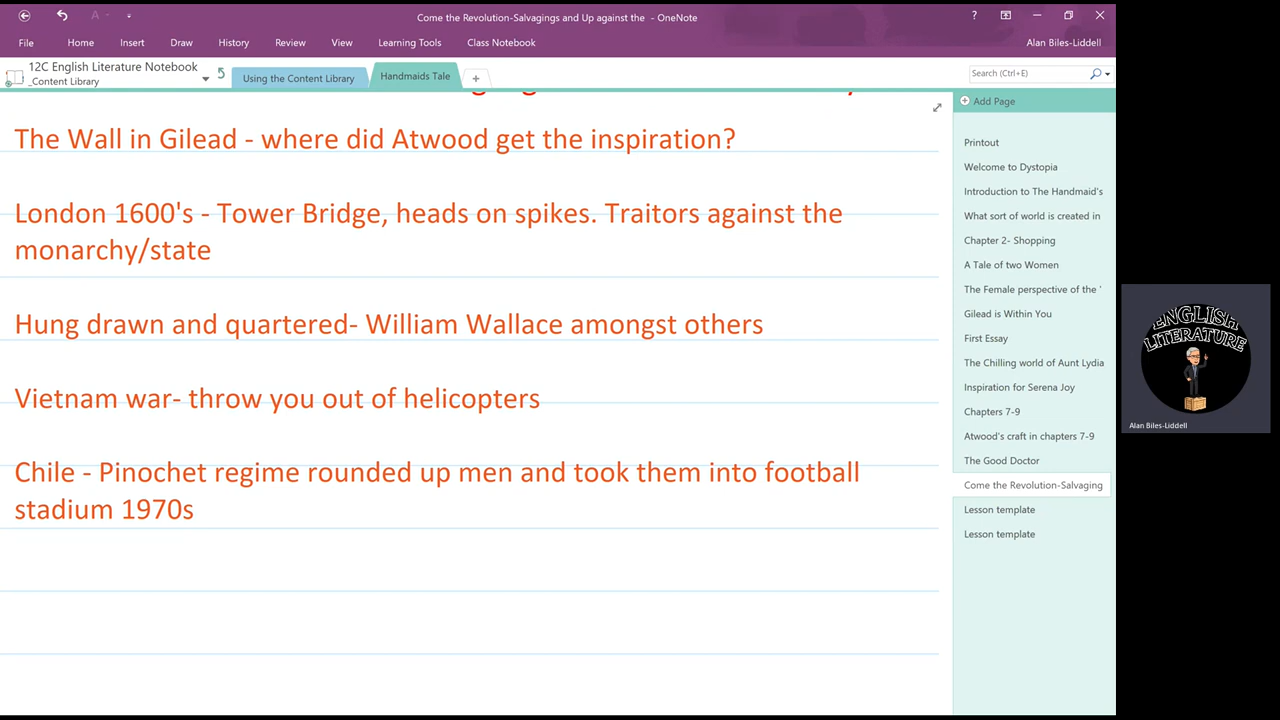 Come the Revolution-Salvagings and Up against the - OneNote
?
File Home Insert Draw History Review View Learning Tools Class Notebook
Alan Biles-Liddell
12C English Literature Notebook
_Content Library
Using the Content Library
Handmaids Tale
+
Search (Ctrl+E)
The Wall in Gilead - where did Atwood get the inspiration?
London 1600's - Tower Bridge, heads on spikes. Traitors against the
monarchy/state
Hung drawn and quartered- William Wallace amongst others
Vietnam war- throw you out of helicopters
Chile - Pinochet regime rounded up men and took them into football
stadium 1970s
Add Page
Printout
Welcome to Dystopia
Introduction to The Handmaid's
What sort of world is created in
Chapter 2- Shopping
A Tale of two Women
The Female perspective of the '
Gilead is Within You
First Essay
The Chilling world of Aunt Lydia
Inspiration for Serena Joy
Chapters 7-9
Atwood's craft in chapters 7-9
The Good Doctor
Come the Revolution-Salvaging
Lesson template
Lesson template
ENGLISH
LITERATURE
Alan Biles-Liddell